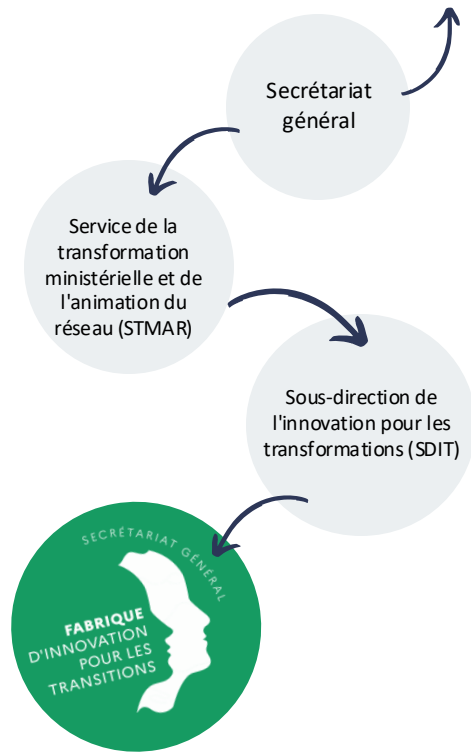 Secrétariat
général
Service de la
transformation
ministérielle et de
l'animation du
réseau (STMAR)
Sous-direction de
l'innovation pour les
transformations (SDIT)
SECRÉTARIAT GÉNÉRAL
FABRIQUE
D'INNOVATION
POUR LES
TRANSITIONS